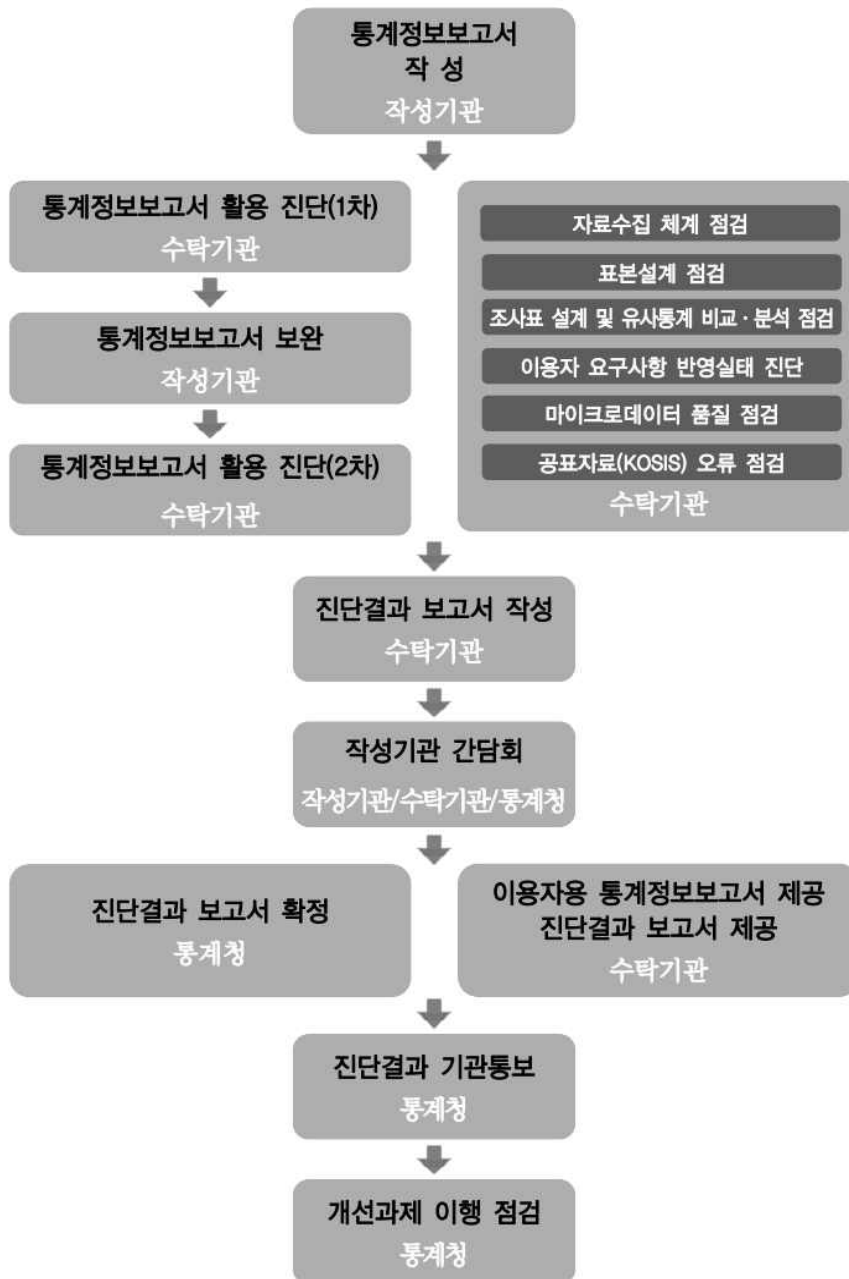 통계정보보고서
작 성
작성기관
통계정보보고서 활용 진단(1차)
수탁기관
통계정보보고서 보완
작성기관
통계정보보고서 활용 진단(2차)
수탁기관
자료수집 체계 점검
표본설계 점검
조사표 설계 및 유사통계 비교·분석 점검
이용자 요구사항 반영실태 진단
마이크로데이터 품질 점검
공표자료(KOSIS) 오류 점검
수탁기관
진단결과 보고서 작성
수탁기관
작성기관 간담회
작성기관/수탁기관/통계청
진단결과 보고서 확정
통계청
이용자용 통계정보보고서 제공
진단결과 보고서 제공
수탁기관
진단결과 기관통보
통계청
개선과제 이행 점검
통계청